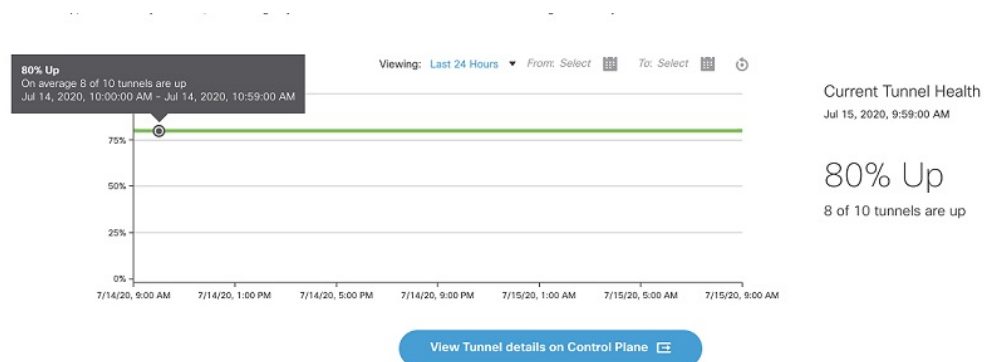 Viewing: Last 24 Hours From: Select To: Select
80% Up
On average 8 of 10 tunnels are up
Jul 14, 2020, 10:00:00 AM – Jul 14, 2020, 10:59:00 AM
75%
50%
25%
0%
7/14/20, 9:00 AM 7/14/20, 1:00 PM 7/14/20, 5:00 PM 7/14/20, 9:00 PM 7/15/20, 1:00 AM 7/15/20, 5:00 AM 7/15/20, 9:00 AM
Current Tunnel Health
Jul 15, 2020, 9:59:00 AM
80% Up
8 of 10 tunnels are up
View Tunnel details on Control Plane